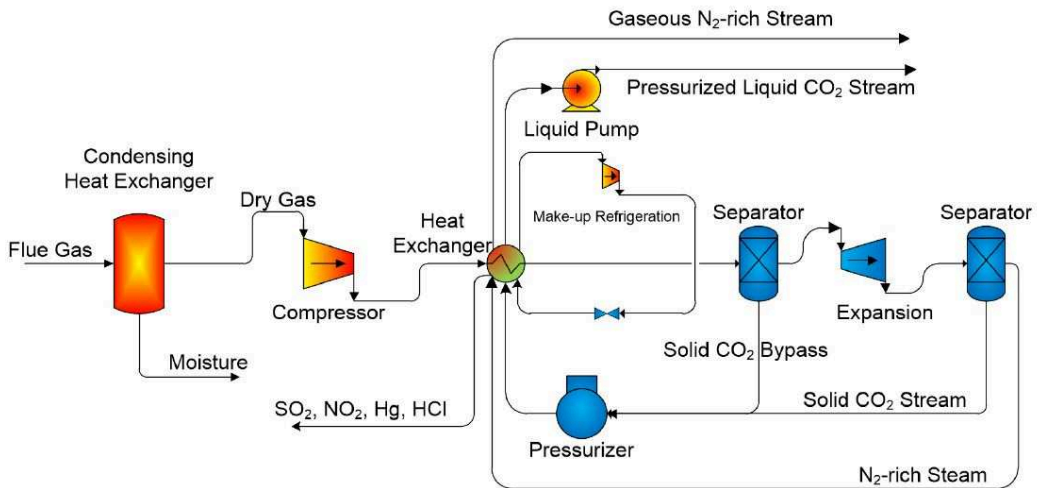 Gaseous N₂-rich Stream
Pressurized Liquid CO₂ Stream
Liquid Pump
Condensing
Heat Exchanger
Dry Gas
Flue Gas
Heat
Exchanger
Make-up Refrigeration
Separator
Separator
Compressor
Expansion
Moisture
Solid CO₂ Bypass
SO₂, NO₂, Hg, HCl
Solid CO₂ Stream
Pressurizer
N₂-rich Steam